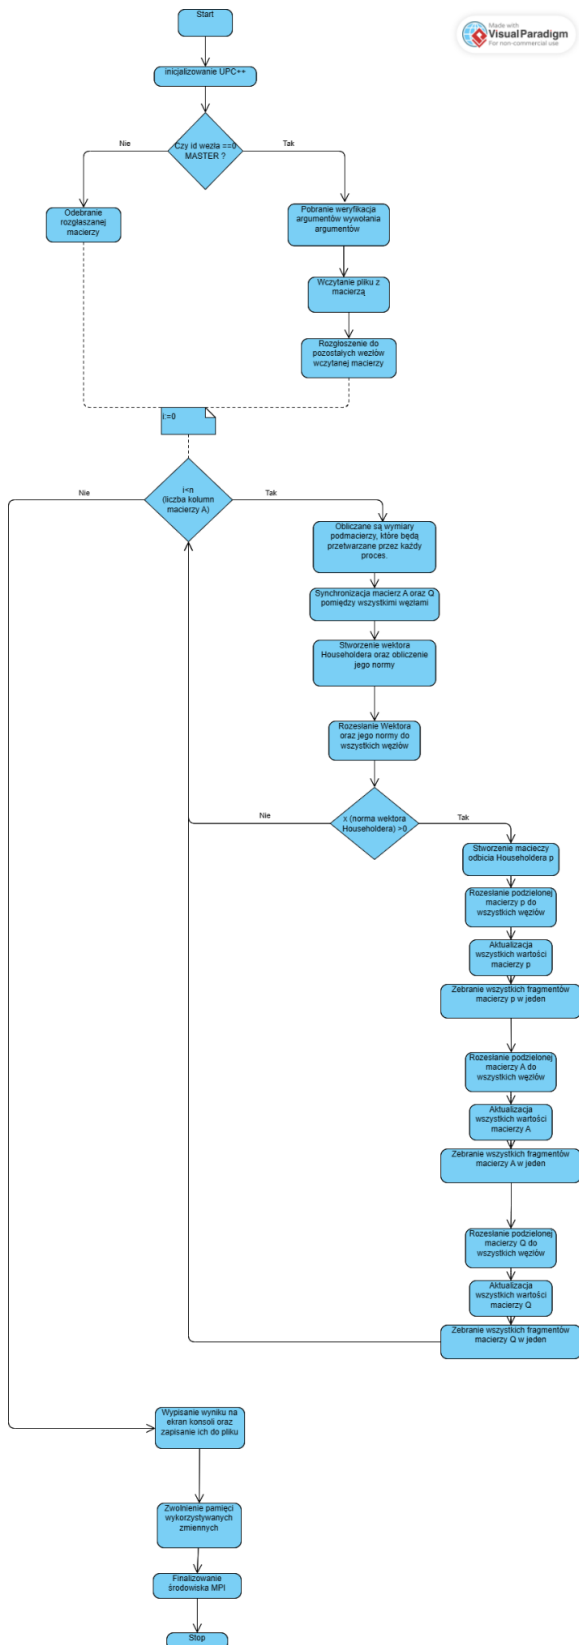 Start
Made with
Visual Paradigm
For non-commercial use
inicjalizowanie UPC++
Czy id wezła ==0
MASTER ?
Nie
Tak
Odebranie
rozgłaszanej
macierzy
Pobranie weryfikacja
argumentów wywołania
argumentów
Wczytanie pliku z
macierzą
Rozgłoszenie do
pozostałych wezłów
wczytanej macierzy
i:=0
i<n
(liczba kolumn
macierzy A)
Nie
Tak
Obliczane są wymiary
podmacierzy, które będą
przetwarzane przez każdy
proces.
Synchronizacja macierz A oraz Q
pomiędzy wszystkimi węzłami
Stworzenie wektora
Householdera oraz obliczenie
jego normy
Rozesłanie Wektora
oraz jego normy do
wszystkich węzłów
x (norma wektora
Householdera) >0
Nie
Tak
Stworzenie macieczy
odbicia Householdera p
Rozesłanie podzielonej
macierzy p do
wszystkich węzłów
Aktualizacja
wszystkich wartości
macierzy p
Zebranie wszystkich fragmentów
macierzy p w jeden
Rozesłanie podzielonej
macierzy A do
wszystkich węzłów
Aktualizacja
wszystkich wartości
macierzy A
Zebranie wszystkich fragmentów
macierzy A w jeden
Rozesłanie podzielonej
macierzy Q do
wszystkich węzłów
Aktualizacja
wszystkich wartości
macierzy Q
Zebranie wszystkich fragmentów
macierzy Q w jeden
Wypisanie wyniku na
ekran konsoli oraz
zapisanie ich do pliku
Zwolnienie pamięci
wykorzystywanych
zmiennych
Finalizowanie
środowiska MPI
Stop